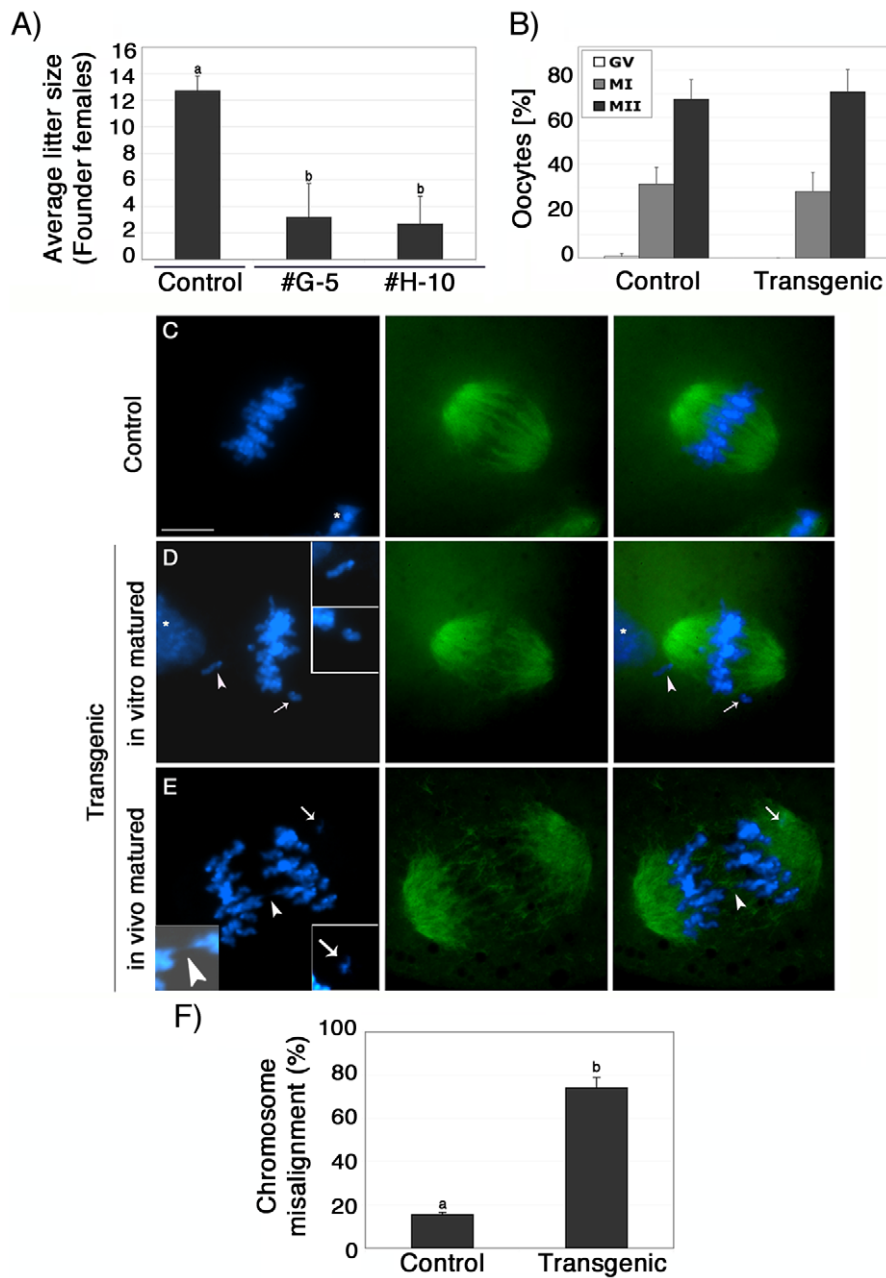 A)
Average litter size
(Founder females)
16
14
12
10
8
6
4
2
0
a
b
b
Control
#G-5
#H-10
B)
Oocytes [%]
80
60
40
20
0
GV
MI
MII
Control
Transgenic
C
Control
*
Transgenic
in vitro matured
D
*
*
in vivo matured
E
F)
Chromosome
misalignment (%)
100
80
60
40
20
0
a
b
Control
Transgenic